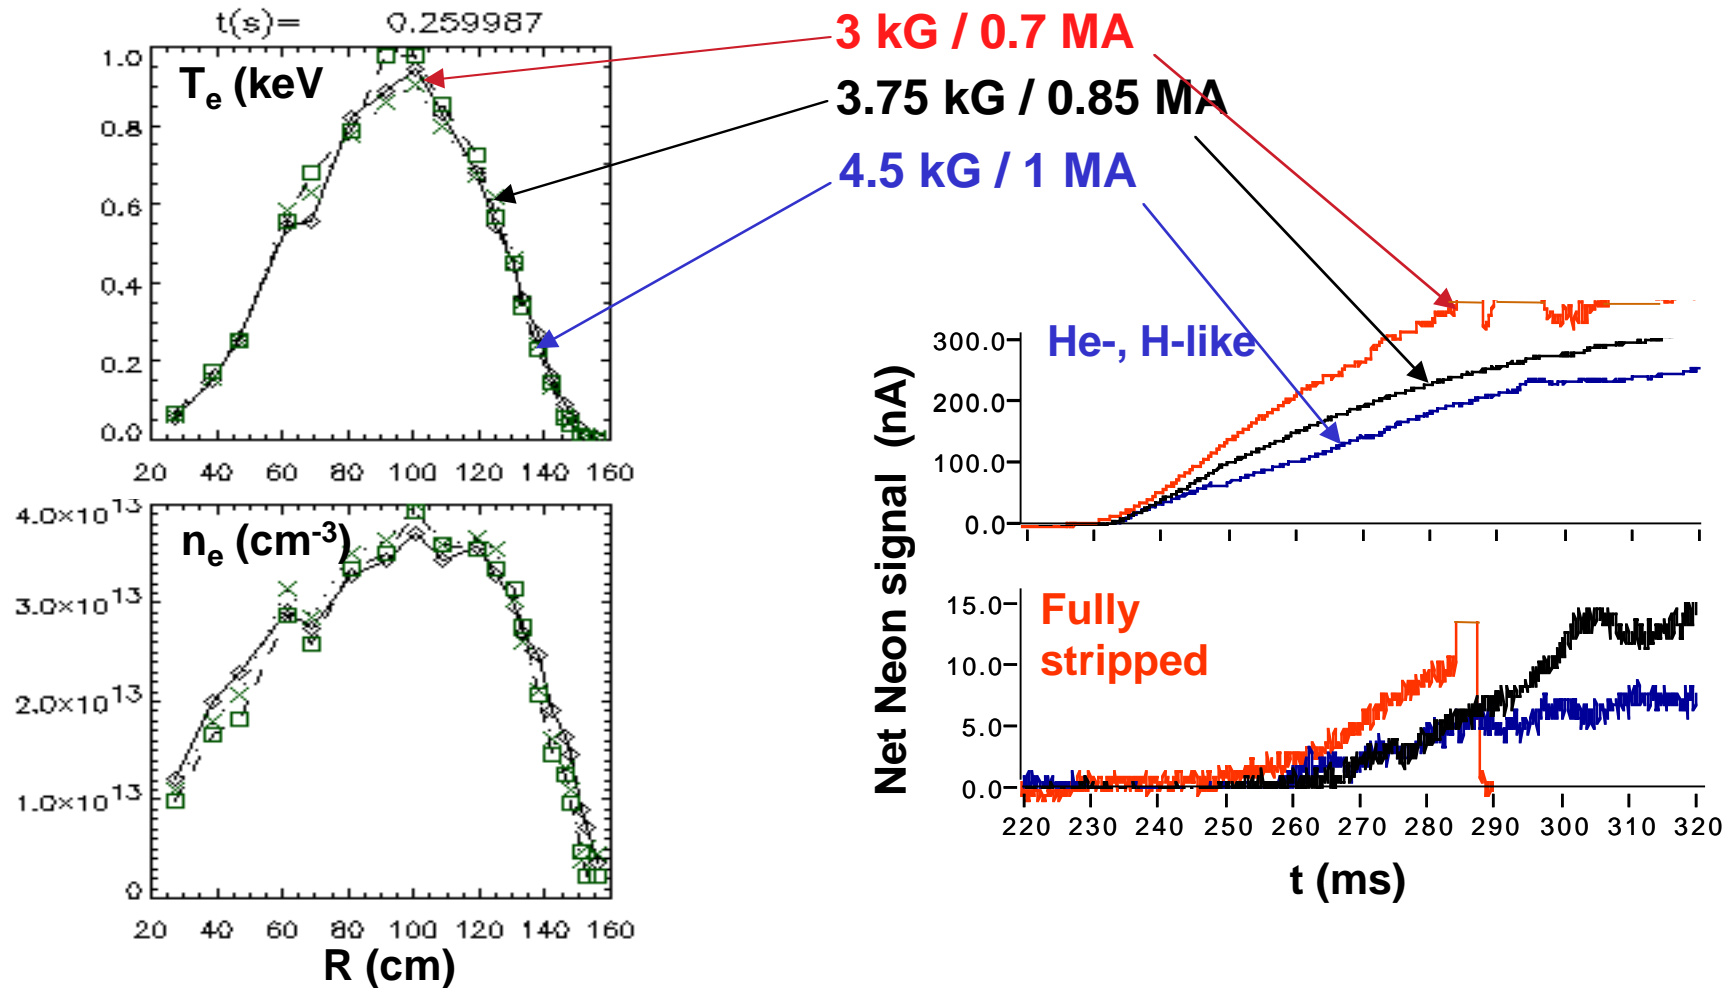 t(s)= 0.259987
3 kG / 0.7 MA
3.75 kG / 0.85 MA
4.5 kG / 1 MA
T_e (keV
1.0
0.8
0.6
0.4
0.2
0.0
20 40 60 80 100 120 140 160
n_e (cm^-3)
4.0×10^13
3.0×10^13
2.0×10^13
1.0×10^13
0
20 40 60 80 100 120 140 160
R (cm)
Net Neon signal (nA)
He-, H-like
300.0
200.0
100.0
0.0
Fully
stripped
15.0
10.0
5.0
0.0
220 230 240 250 260 270 280 290 300 310 320
t (ms)